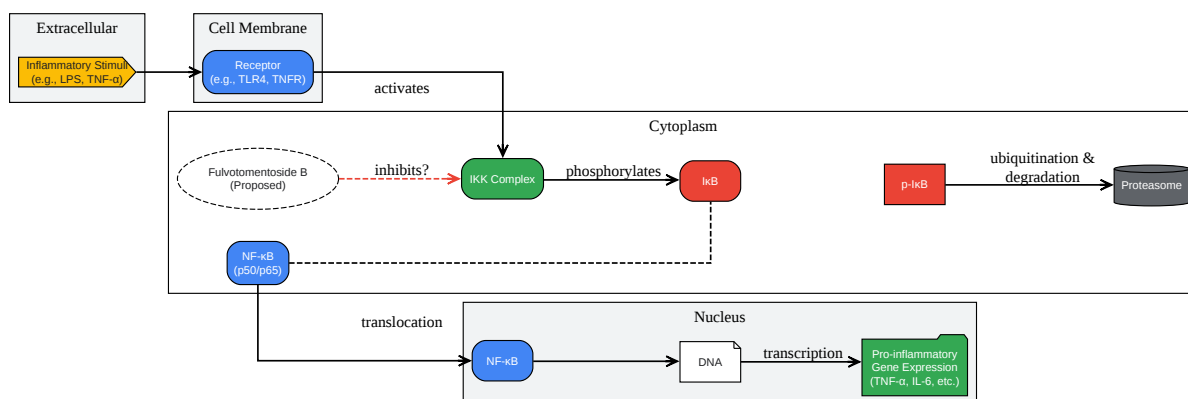 Extracellular
Inflammatory Stimuli
(e.g., LPS, TNF-α)
Cell Membrane
Receptor
(e.g., TLR4, TNFR)
activates
Cytoplasm
Fulvotomentoside B
(Proposed)
inhibits?
IKK Complex
phosphorylates
IκB
p-IκB
ubiquitination &
degradation
Proteasome
NF-κB
(p50/p65)
translocation
Nucleus
NF-κB
DNA
transcription
Pro-inflammatory
Gene Expression
(TNF-α, IL-6, etc.)